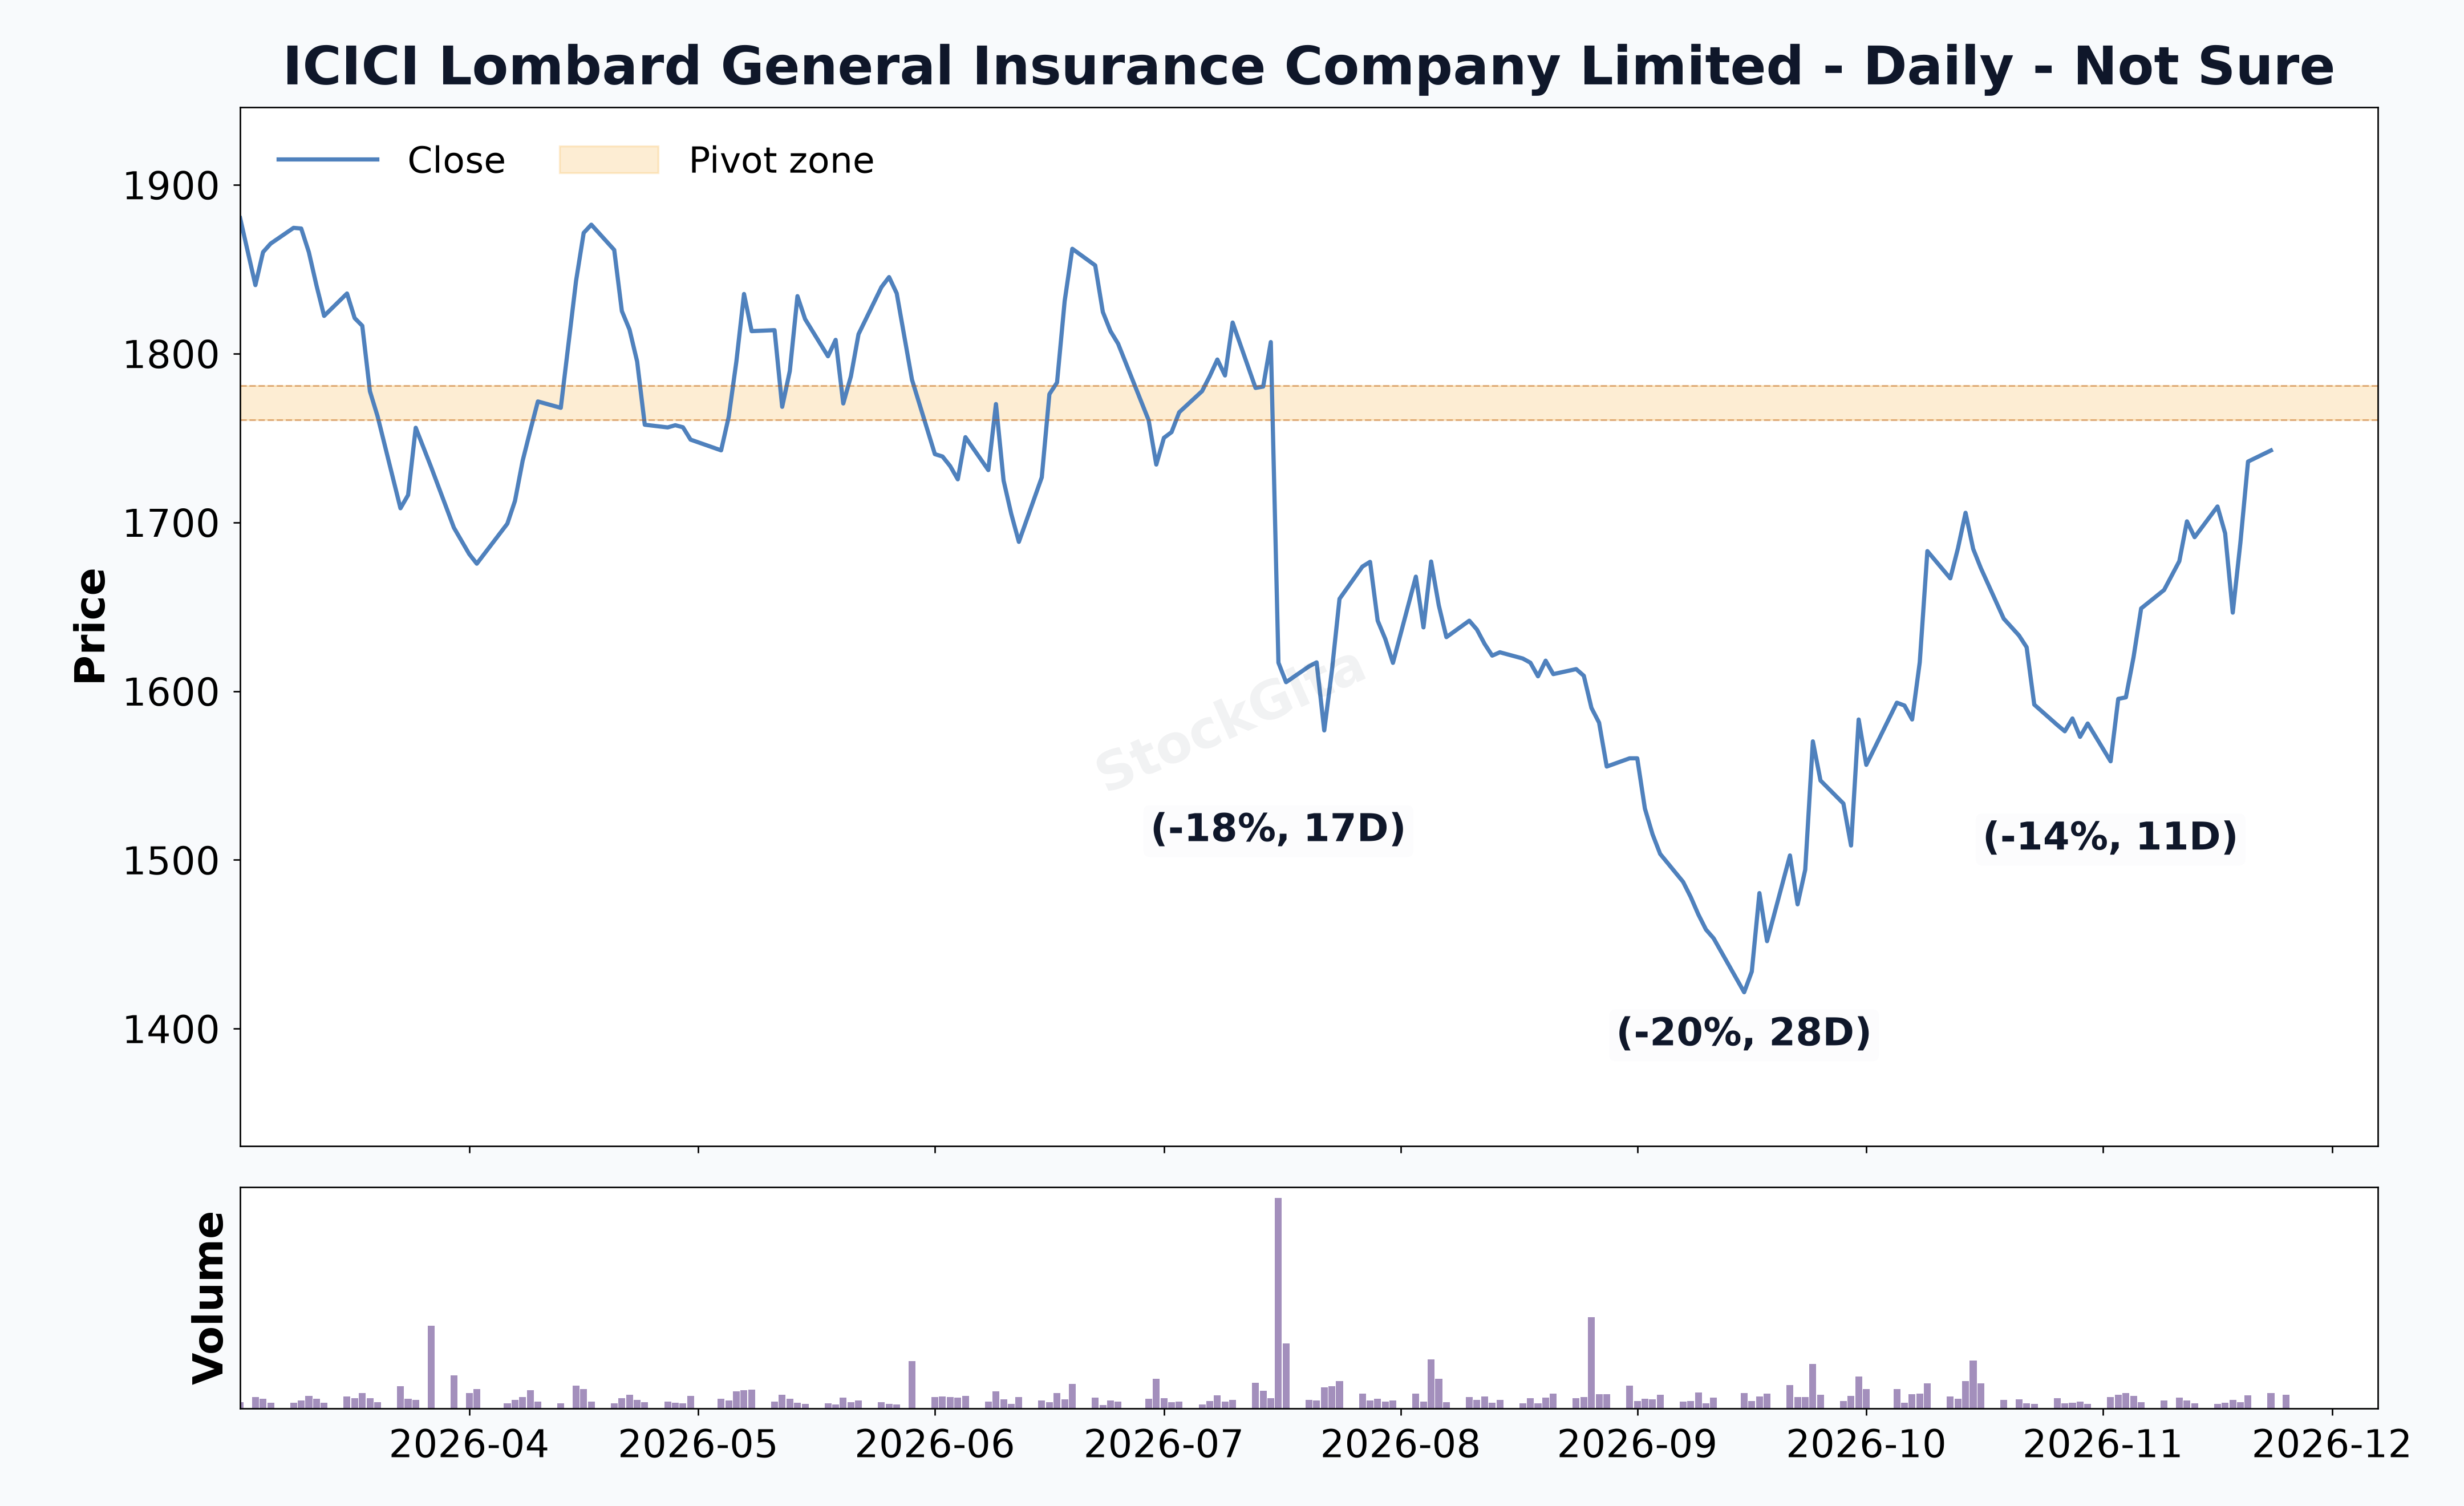 ICICI Lombard General Insurance Company Limited - Daily - Not Sure
Close
Pivot zone
1900
1800
1700
1600
1500
1400
Price
StockGita
(-18%, 17D)
(-14%, 11D)
(-20%, 28D)
Volume
2026-04
2026-05
2026-06
2026-07
2026-08
2026-09
2026-10
2026-11
2026-12